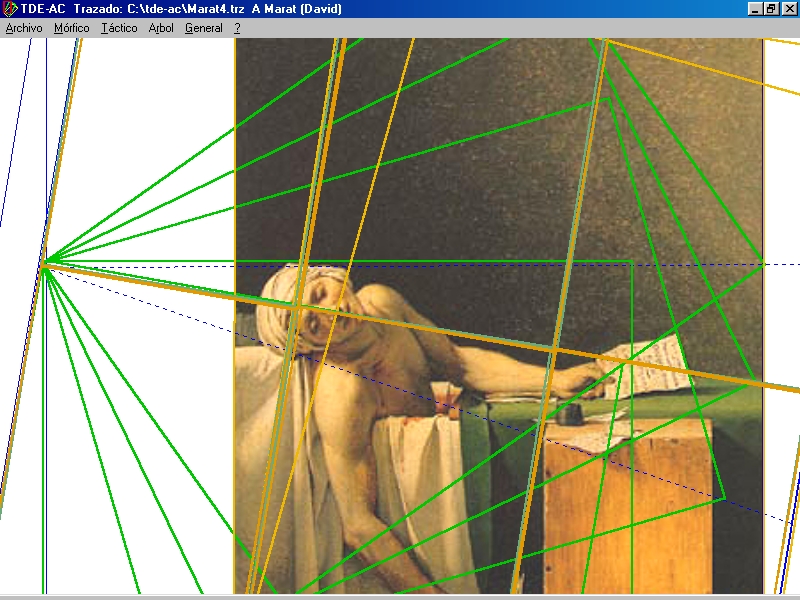 TDE-AC Trazado: C:\tde-ac\Marat4.trz A Marat (David)
Archivo Mórfico Táctico Arbol General ?